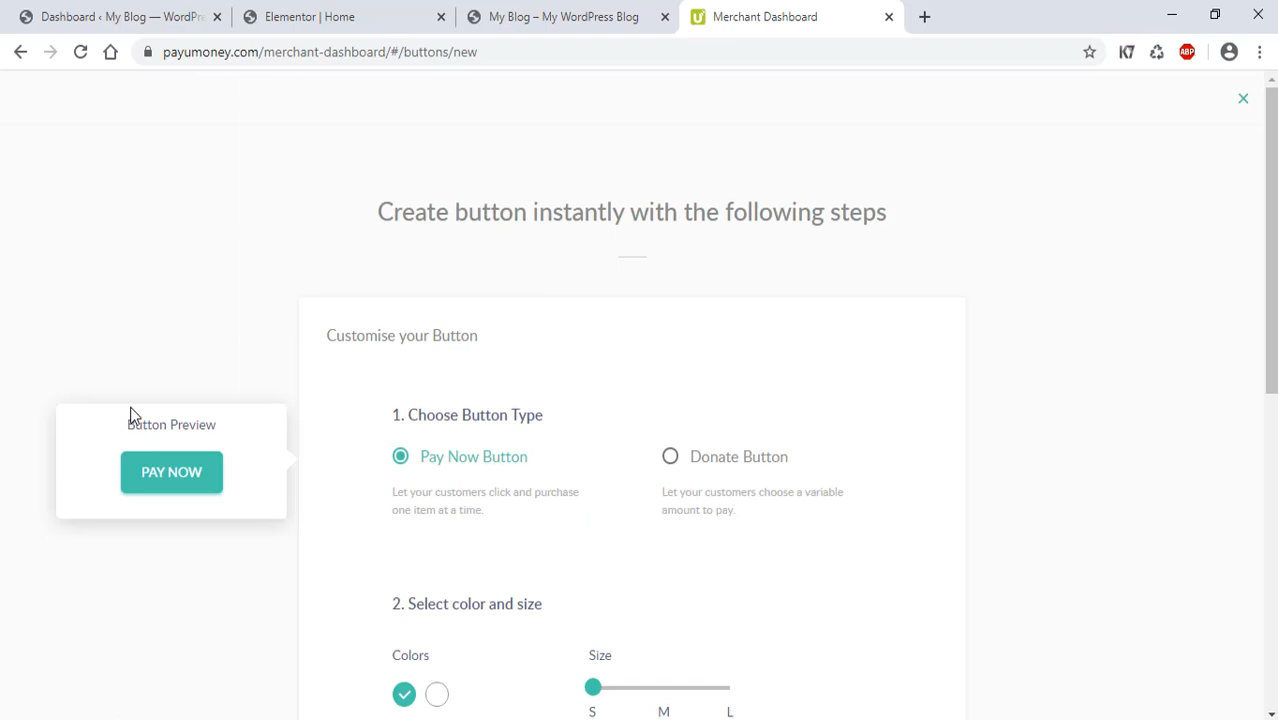 Dashboard ‹ My Blog — WordPre
Elementor | Home
My Blog – My WordPress Blog
Merchant Dashboard
payumoney.com/merchant-dashboard/#/buttons/new
K7
ABP
Create button instantly with the following steps
Customise your Button
Button Preview
PAY NOW
1. Choose Button Type
Pay Now Button
Donate Button
Let your customers click and purchase
one item at a time.
Let your customers choose a variable
amount to pay.
2. Select color and size
Colors
Size
S M L